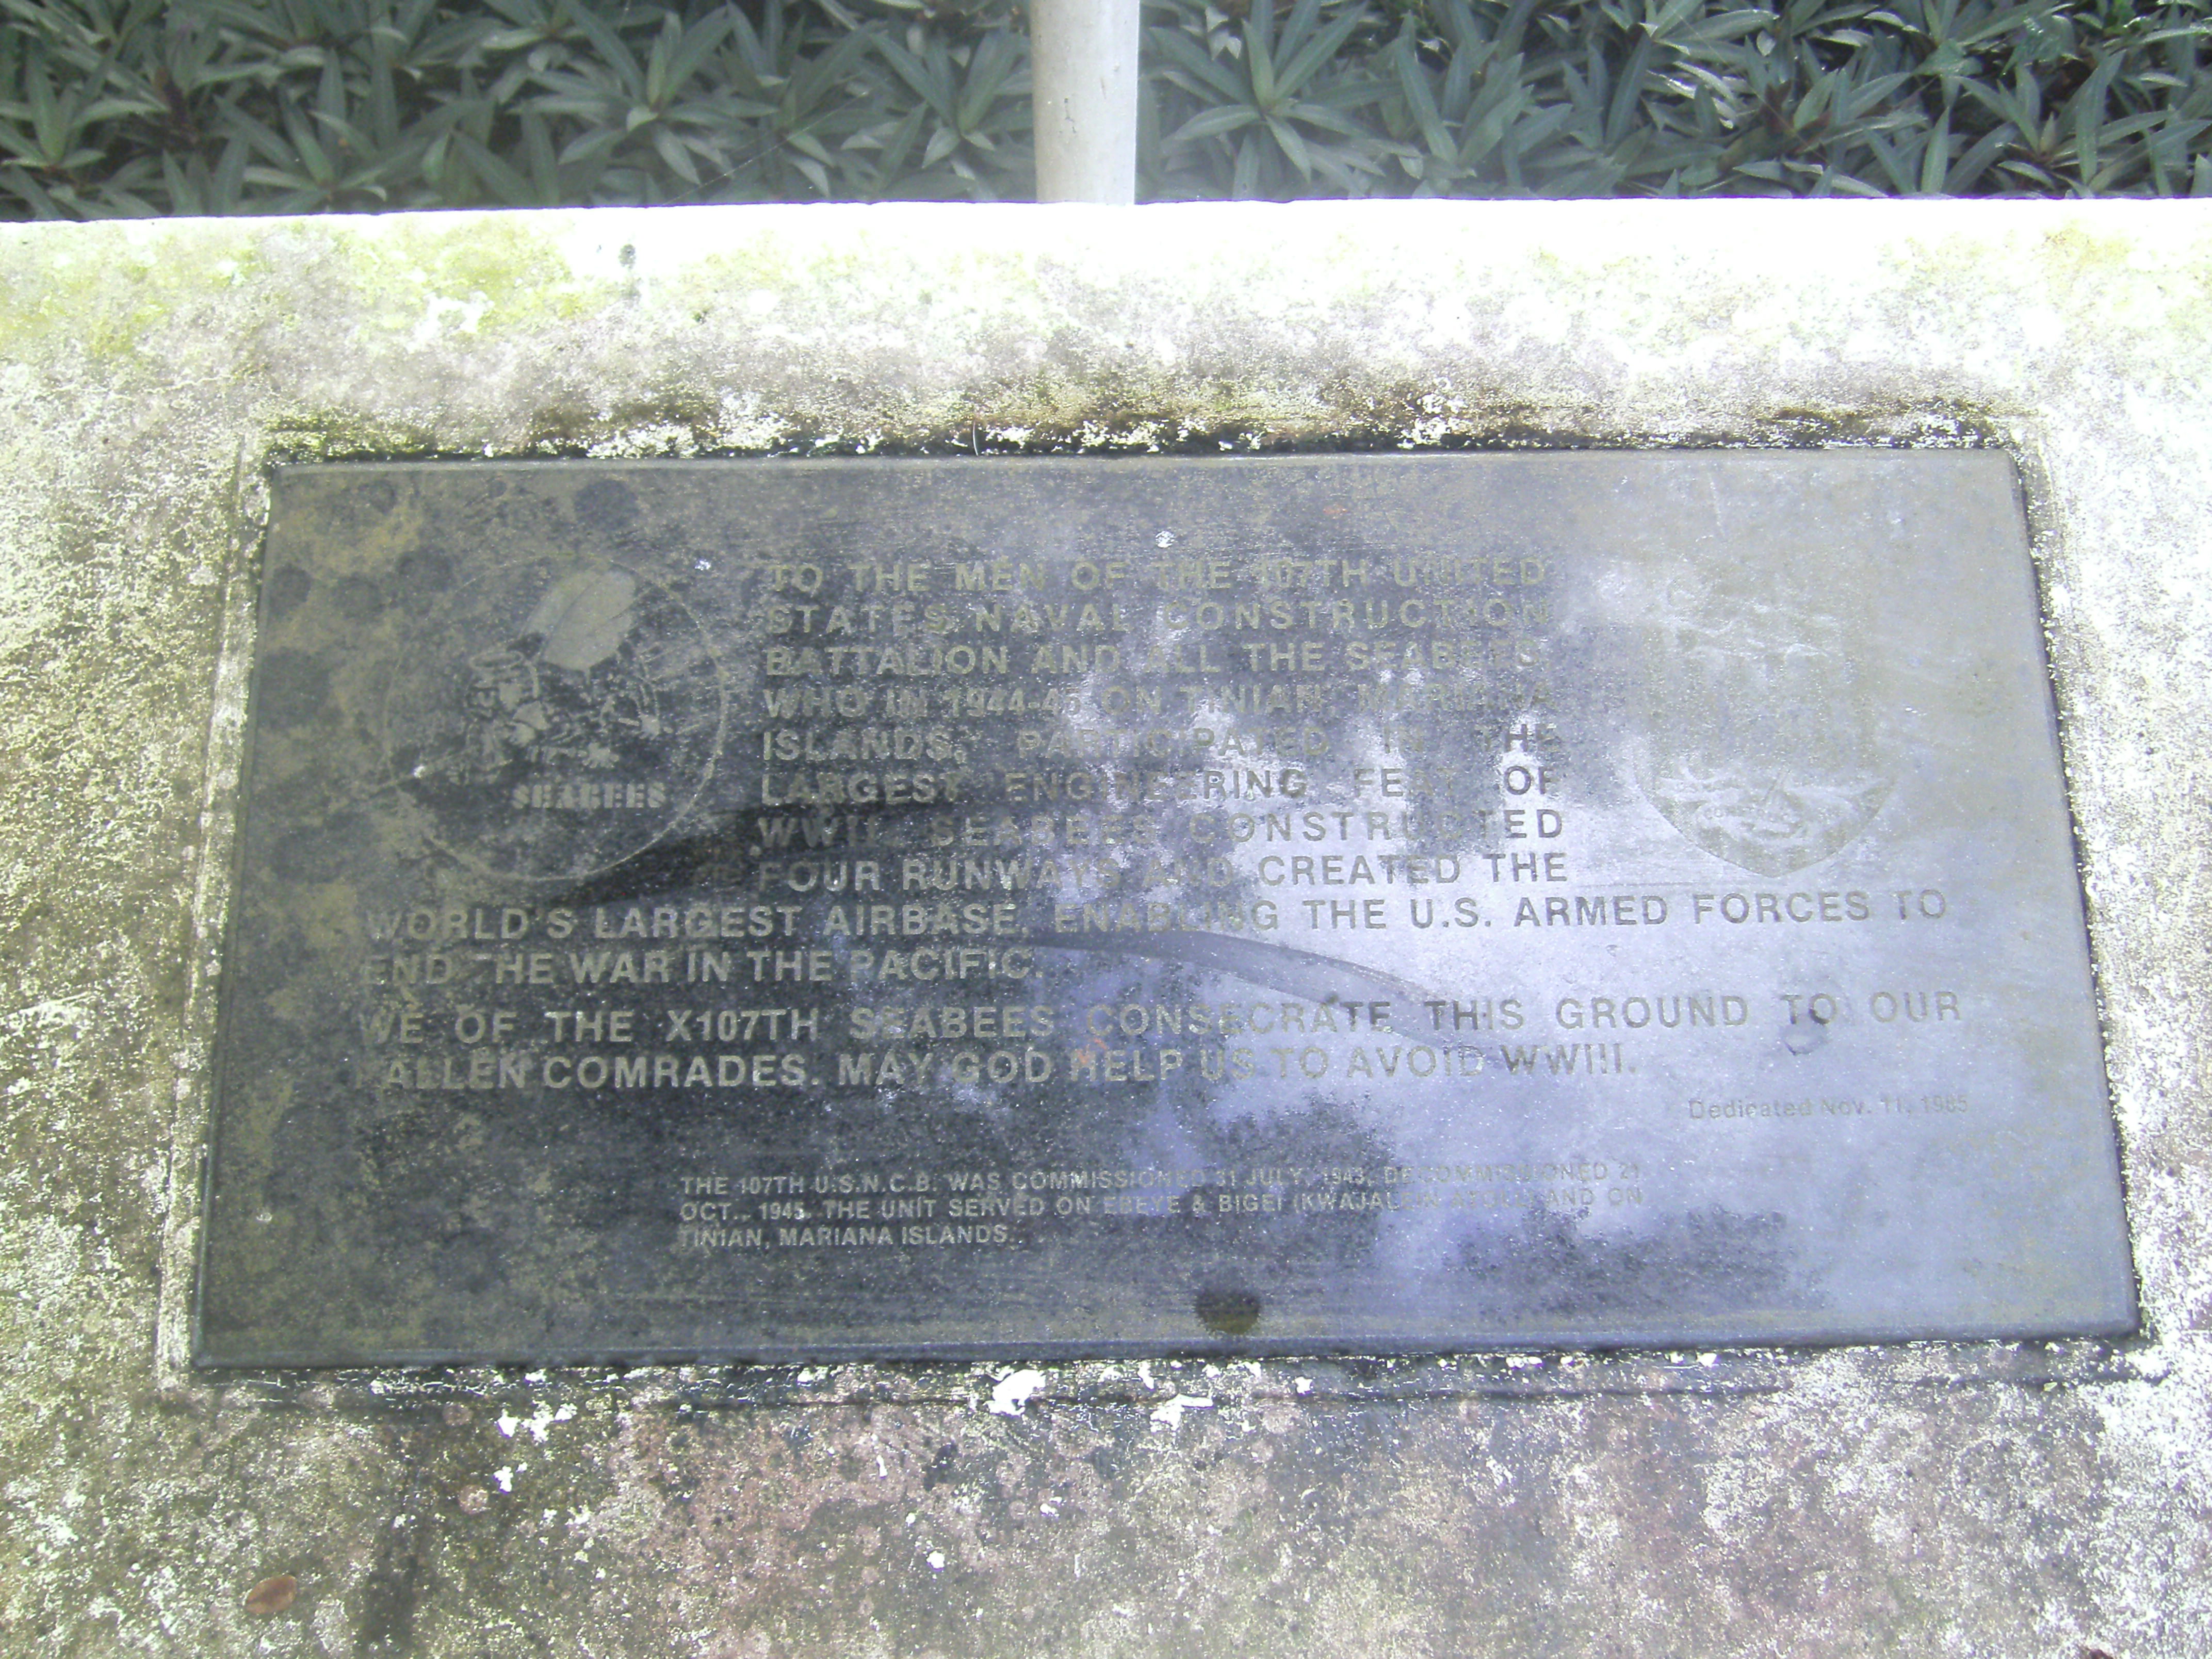 TO THE MEN OF THE 107TH UNITED
STATES NAVAL CONSTRUCTION
BATTALION AND ALL THE SEABEES,
WHO IN 1944-45 ON TINIAN, MARIANA
ISLANDS, PARTICIPATED IN THE
LARGEST ENGINEERING FEAT OF
WWII. SEABEES CONSTRUCTED
FOUR RUNWAYS AND CREATED THE
WORLD'S LARGEST AIRBASE, ENABLING THE U.S. ARMED FORCES TO
END THE WAR IN THE PACIFIC.
SEABEES
WE OF THE X107TH SEABEES CONSECRATE THIS GROUND TO OUR
FALLEN COMRADES. MAY GOD HELP US TO AVOID WWIII.
Dedicated Nov. 11, 1985
THE 107TH U.S.N.C.B. WAS COMMISSIONED 31 JULY, 1943, DECOMMISSIONED 21
OCT., 1945. THE UNIT SERVED ON EBEYE & BIGEI (KWAJALEIN ATOLL) AND ON
TINIAN, MARIANA ISLANDS.